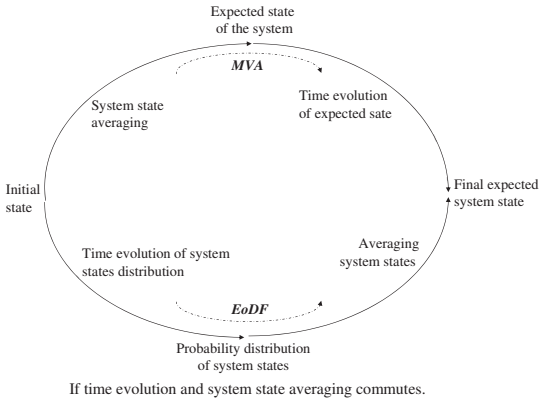 Expected state
of the system
MVA
System state
averaging
Time evolution
of expected sate
Initial
state
Final expected
system state
Time evolution of system
states distribution
Averaging
system states
EoDF
Probability distribution
of system states
If time evolution and system state averaging commutes.